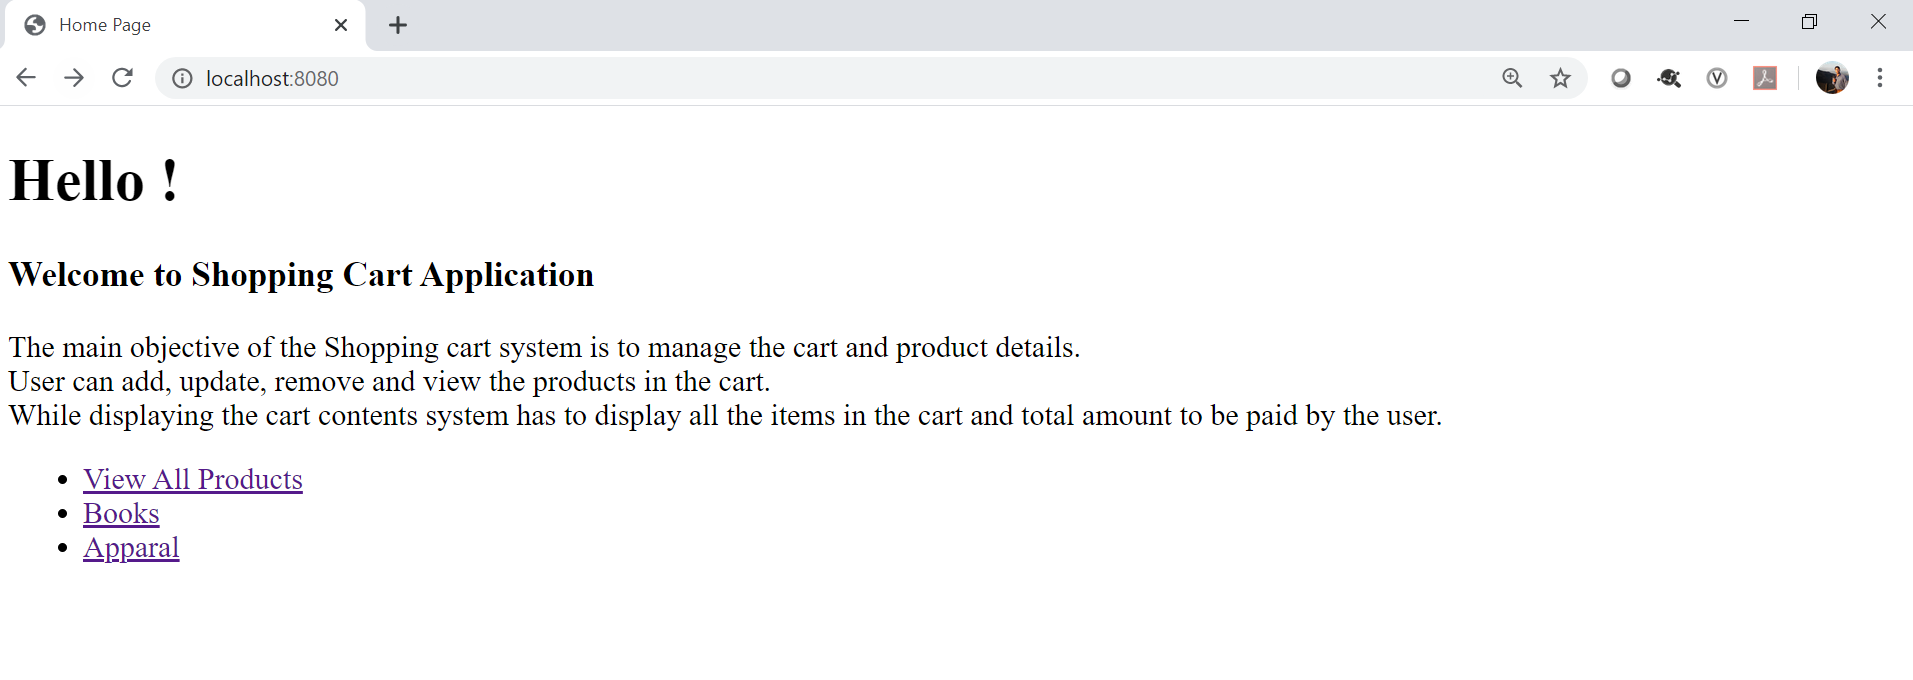 Home Page
localhost:8080
Hello !
Welcome to Shopping Cart Application
The main objective of the Shopping cart system is to manage the cart and product details.
User can add, update, remove and view the products in the cart.
While displaying the cart contents system has to display all the items in the cart and total amount to be paid by the user.
View All Products
Books
Apparal